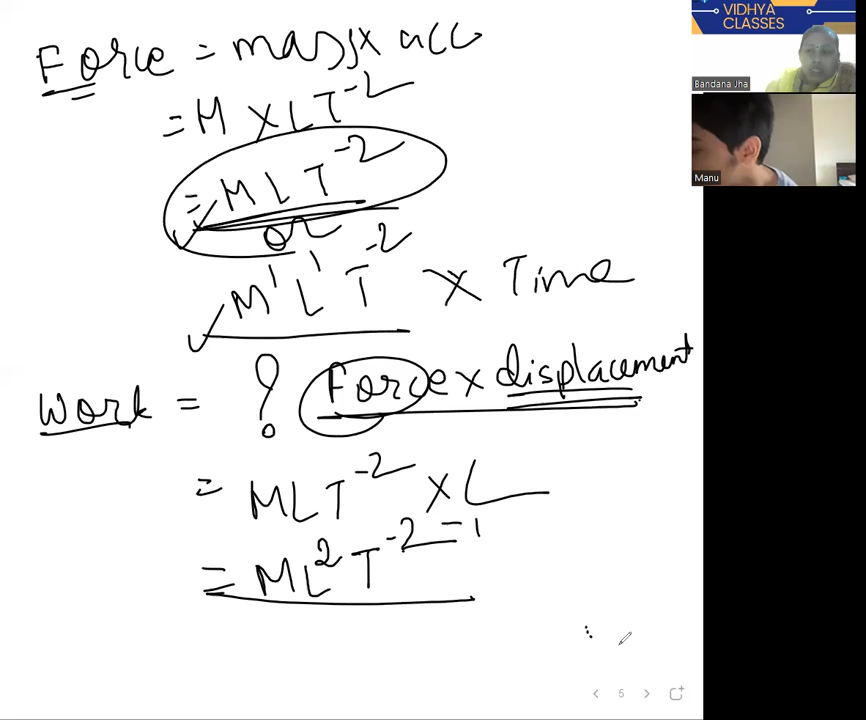 VIDHYA
CLASSES
Bandana Jha
Manu
Force = mass x acc
= M x LT⁻²
= MLT⁻²
or
M¹L¹T⁻² x Time
Work = ? Force x displacement
= MLT⁻² x L
= ML²T⁻²⁼¹
5